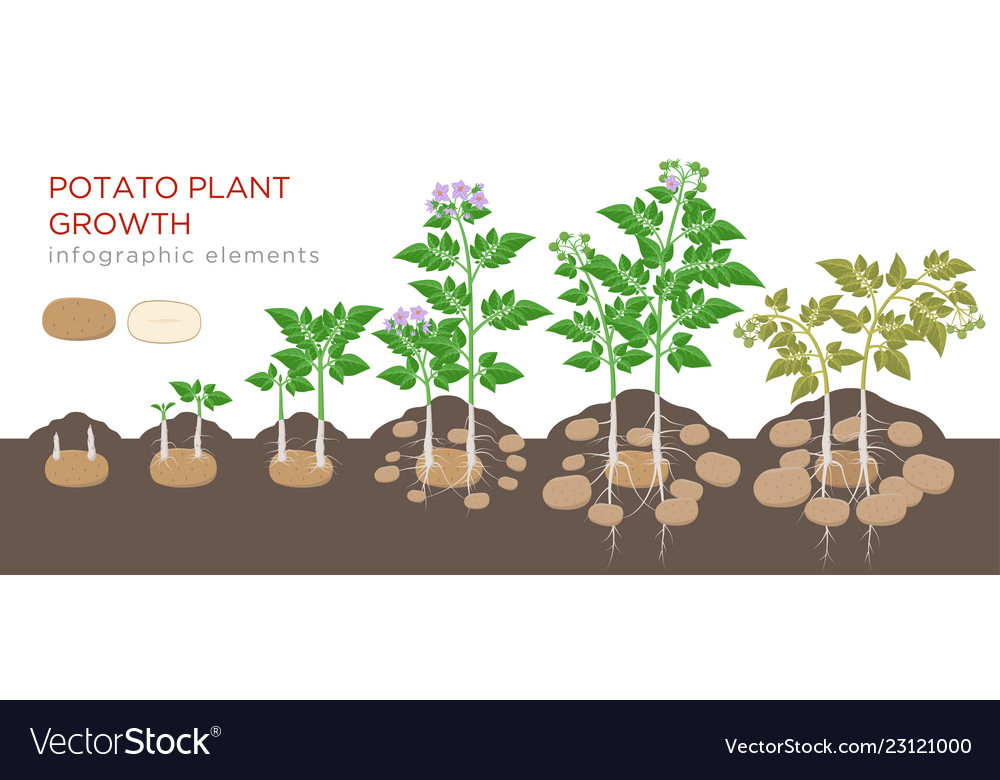 POTATO PLANT
GROWTH
infographic elements
VectorStock®
VectorStock.com/23121000